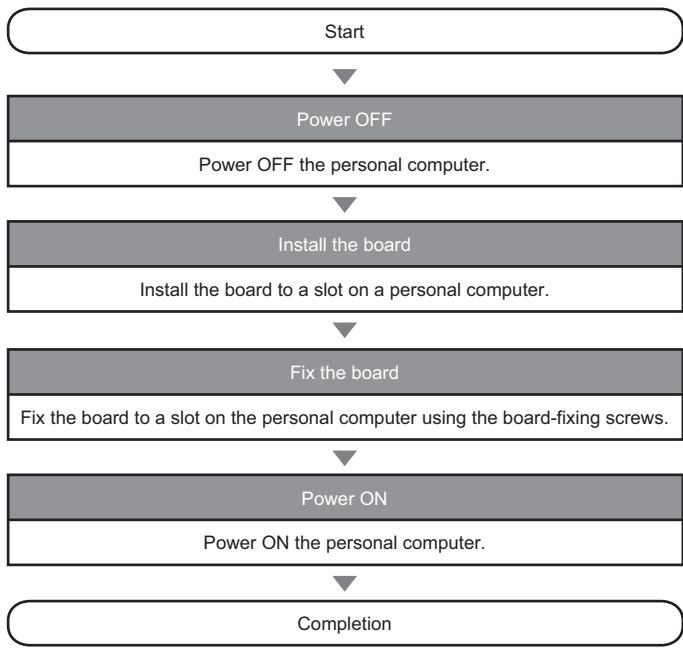 Start
Power OFF
Power OFF the personal computer.
Install the board
Install the board to a slot on a personal computer.
Fix the board
Fix the board to a slot on the personal computer using the board-fixing screws.
Power ON
Power ON the personal computer.
Completion